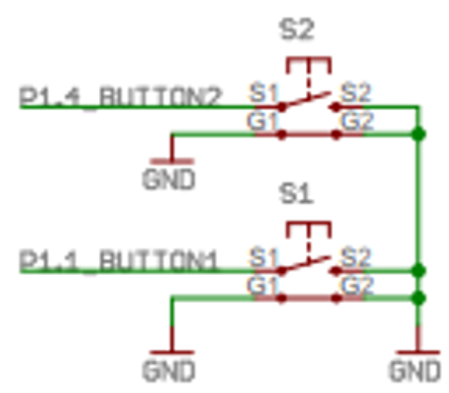 S2
P1.4_BUTTON2 S1 S2
G1 G2
GND
S1
P1.1_BUTTON1 S1 S2
G1 G2
GND GND